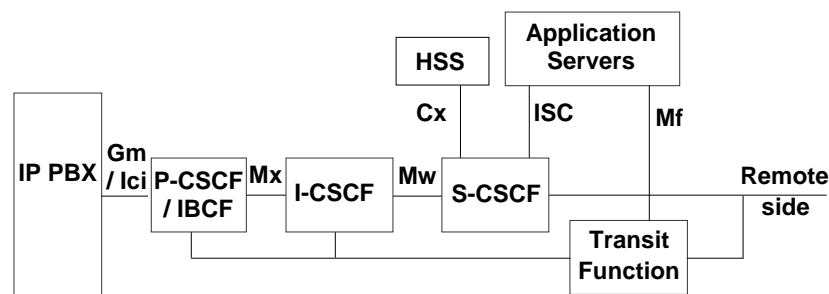 Application
Servers
HSS
Cx
ISC
Mf
IP PBX
Gm
/ Ici
P-CSCF
/ IBCF
Mx
I-CSCF
Mw
S-CSCF
Remote
side
Transit
Function